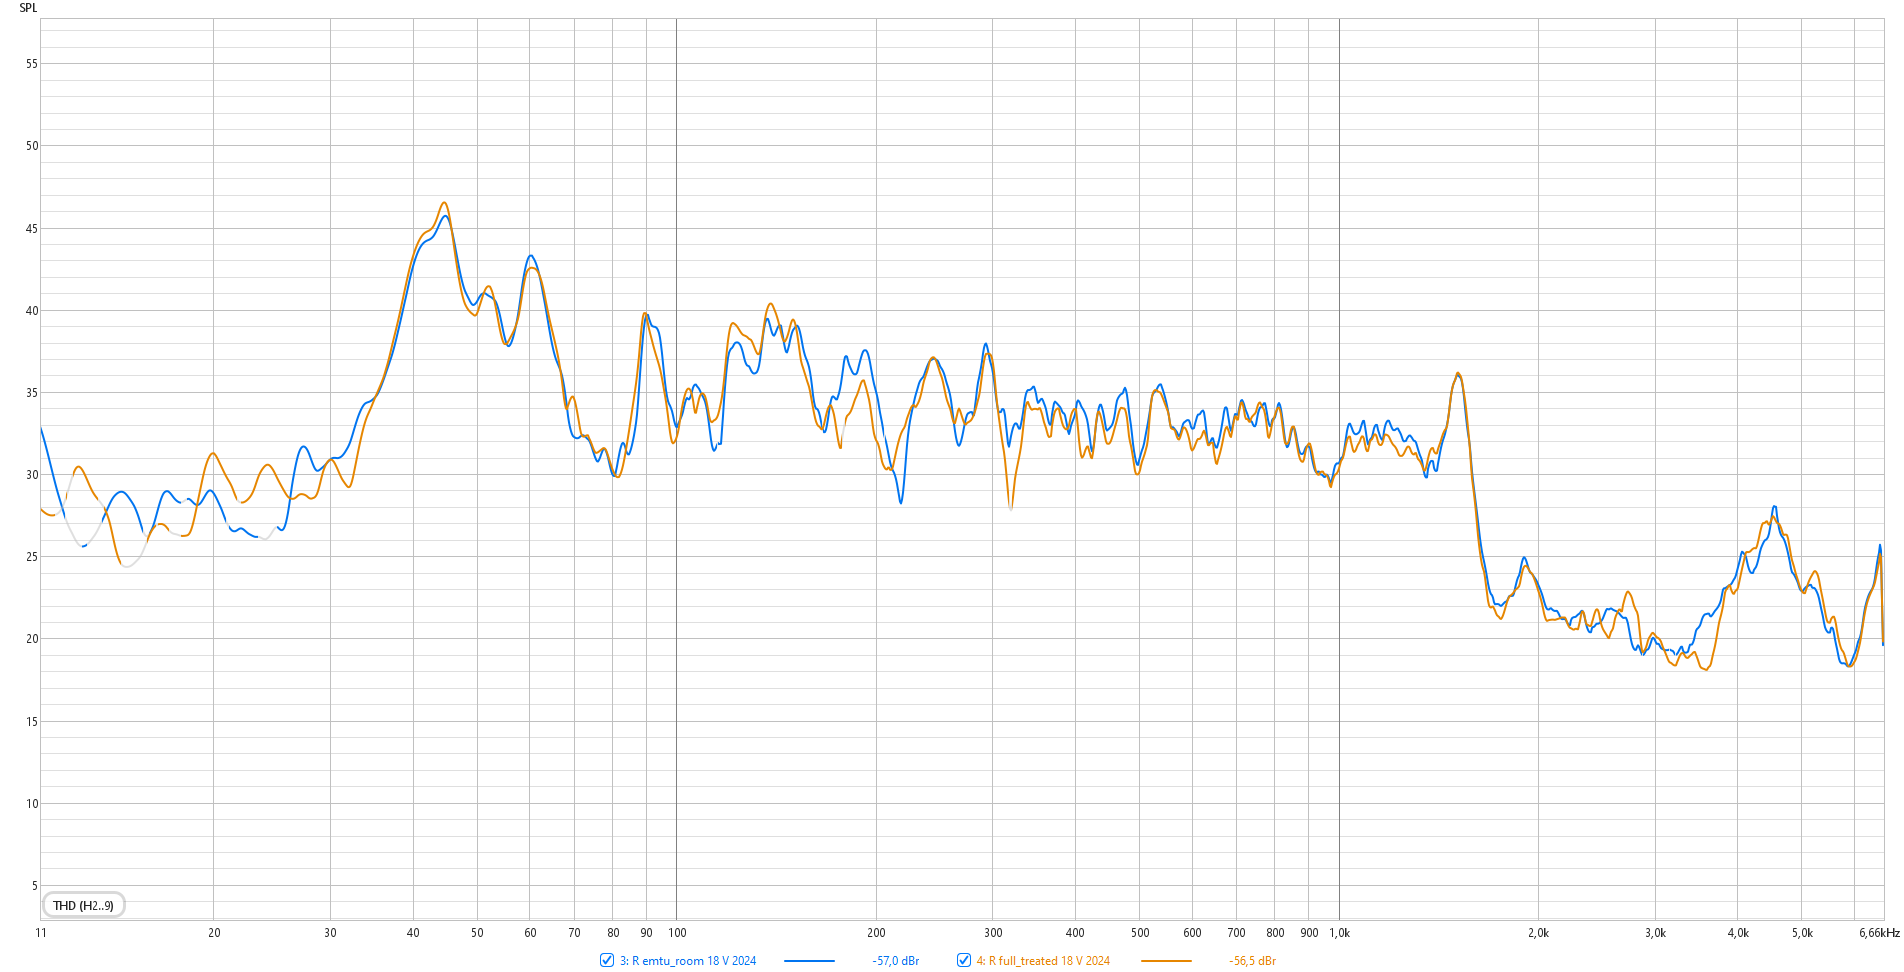 SPL
55
50
45
40
35
30
25
20
15
10
5
THD (H2..9)
11 20 30 40 50 60 70 80 90 100 200 300 400 500 600 700 800 900 1,0k 2,0k 3,0k 4,0k 5,0k 6,66kHz
3: R emtu_room 18 V 2024 -57,0 dBr 4: R full_treated 18 V 2024 -56,5 dBr